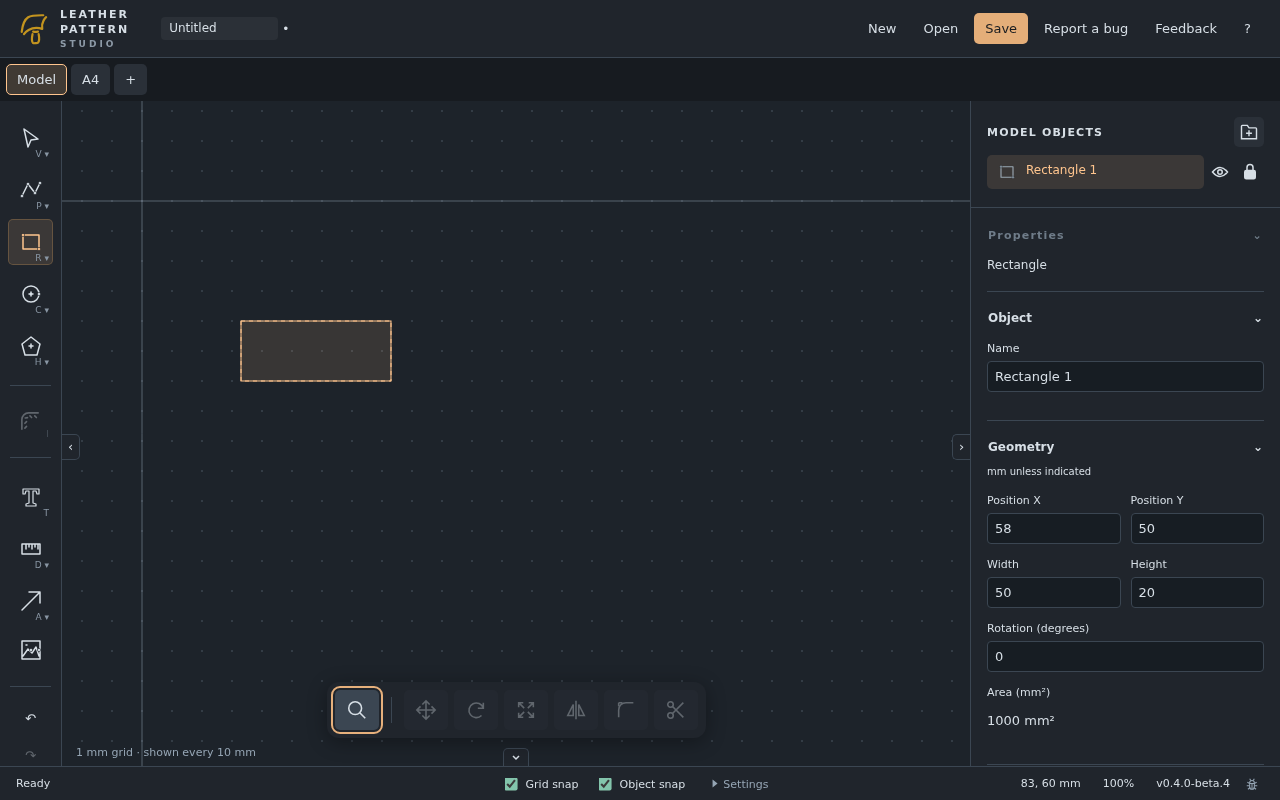 LEATHER
PATTERN
STUDIO
Untitled •
New Open Save Report a bug Feedback ?
Model A4 +
V ▾
P ▾
R ▾
C ▾
H ▾
I
T
D ▾
A ▾
MODEL OBJECTS
Rectangle 1
Properties
Rectangle
Object
Name
Rectangle 1
Geometry
mm unless indicated
Position X Position Y
58 50
Width Height
50 20
Rotation (degrees)
0
Area (mm²)
1000 mm²
1 mm grid · shown every 10 mm
Ready Grid snap Object snap Settings 83, 60 mm 100% v0.4.0-beta.4